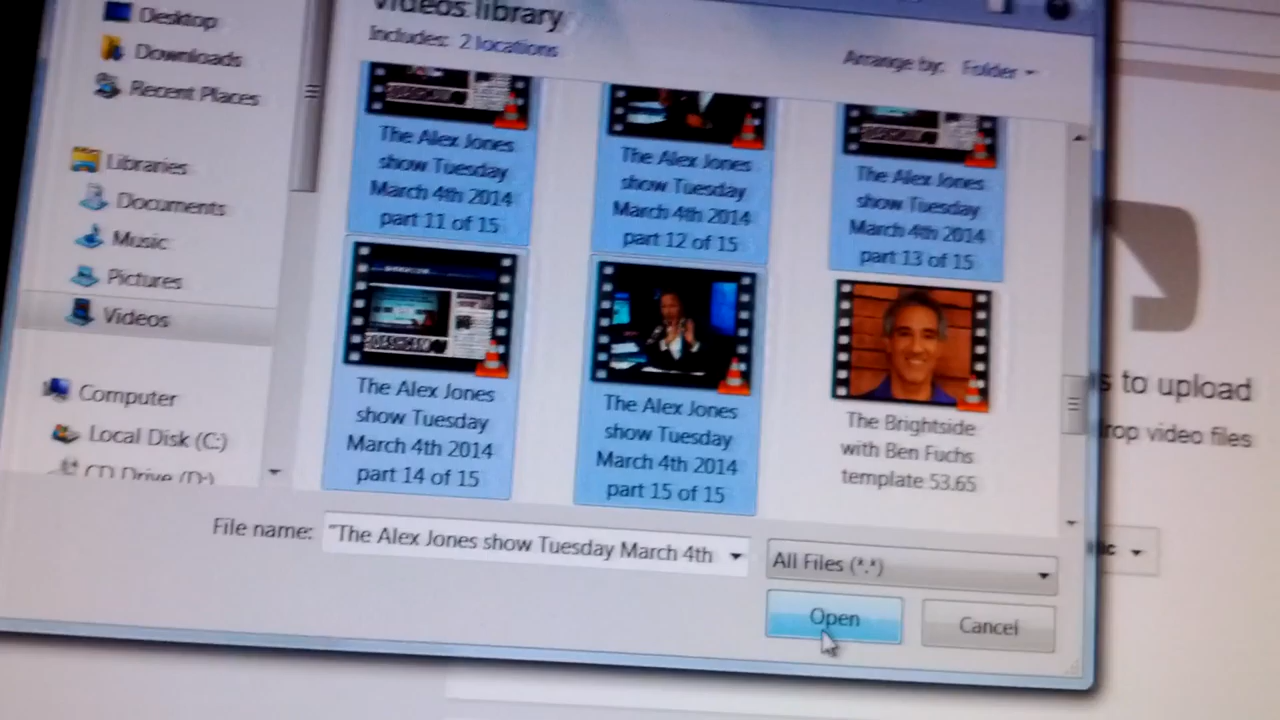 Desktop
Downloads
Recent Places
Libraries
Documents
Music
Pictures
Videos
Computer
Local Disk (C:)
CD Drive (D:)
Videos library
Includes: 2 locations
Arrange by: Folder
The Alex Jones
show Tuesday
March 4th 2014
part 11 of 15
The Alex Jones
show Tuesday
March 4th 2014
part 12 of 15
The Alex Jones
show Tuesday
March 4th 2014
part 13 of 15
The Alex Jones
show Tuesday
March 4th 2014
part 14 of 15
The Alex Jones
show Tuesday
March 4th 2014
part 15 of 15
The Brightside
with Ben Fuchs
template 53.65
s to upload
rop video files
ic
File name: "The Alex Jones show Tuesday March 4th
All Files (*.*)
Open
Cancel